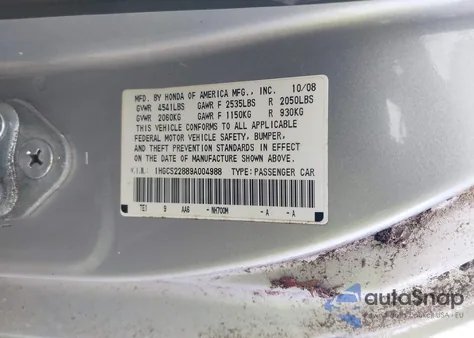 MFD. BY HONDA OF AMERICA MFG., INC. 10/08
GVWR 4541LBS GAWR F 2535LBS R 2050LBS
GVWR 2060KG GAWR F 1150KG R 930KG
THIS VEHICLE CONFORMS TO ALL APPLICABLE
FEDERAL MOTOR VEHICLE SAFETY, BUMPER,
AND THEFT PREVENTION STANDARDS IN EFFECT
ON THE DATE OF MANUFACTURE SHOWN ABOVE.
V.I.N.: 1HGCS22889A004988 TYPE: PASSENGER CAR
TE1 9 AA6 - NH700M - A - A
autoSnap